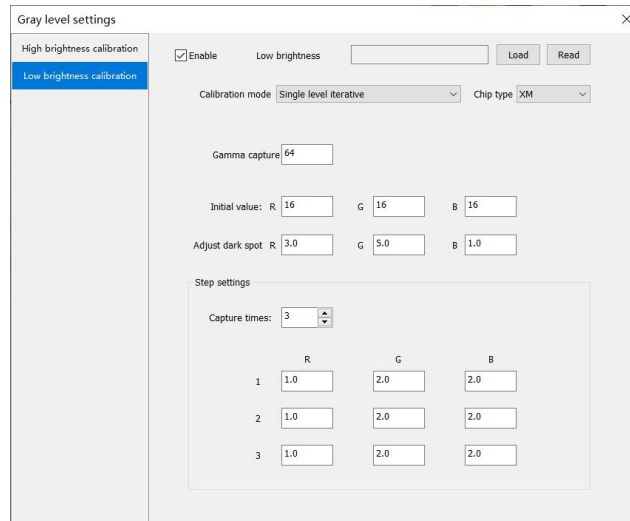 Gray level settings
High brightness calibration
Low brightness calibration
Enable Low brightness Load Read
Calibration mode Single level iterative Chip type XM
Gamma capture 64
Initial value: R 16 G 16 B 16
Adjust dark spot R 3.0 G 5.0 B 1.0
Step settings
Capture times: 3
R G B
1 1.0 2.0 2.0
2 1.0 2.0 2.0
3 1.0 2.0 2.0